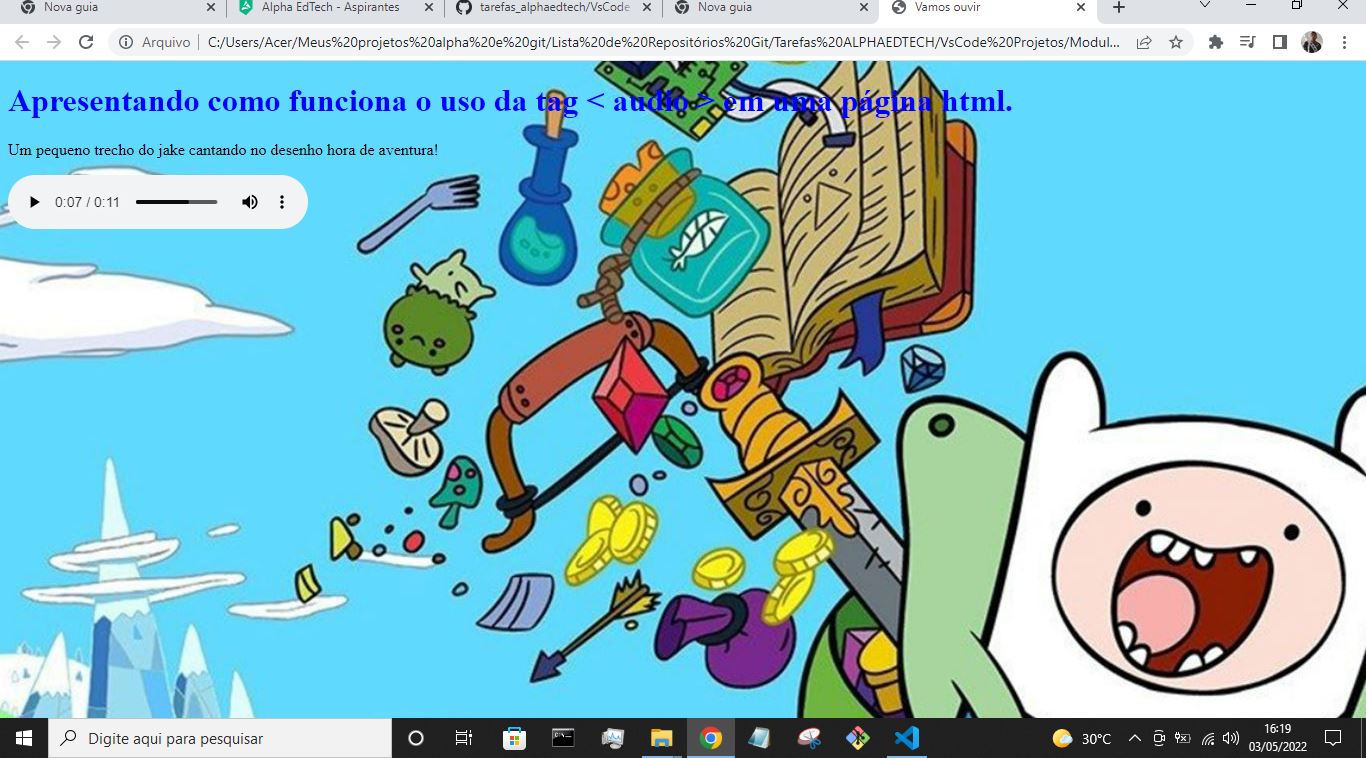 Nova guia
Alpha EdTech - Aspirantes
tarefas_alphaedtech/VsCode
Nova guia
Vamos ouvir
Arquivo
C:/Users/Acer/Meus%20projetos%20alpha%20e%20git/Lista%20de%20Repositórios%20Git/Tarefas%20ALPHAEDTECH/VsCode%20Projetos/Modul...
Apresentando como funciona o uso da tag < audio > em uma página html.
Um pequeno trecho do jake cantando no desenho hora de aventura!
0:07 / 0:11
Digite aqui para pesquisar
30°C
16:19
03/05/2022